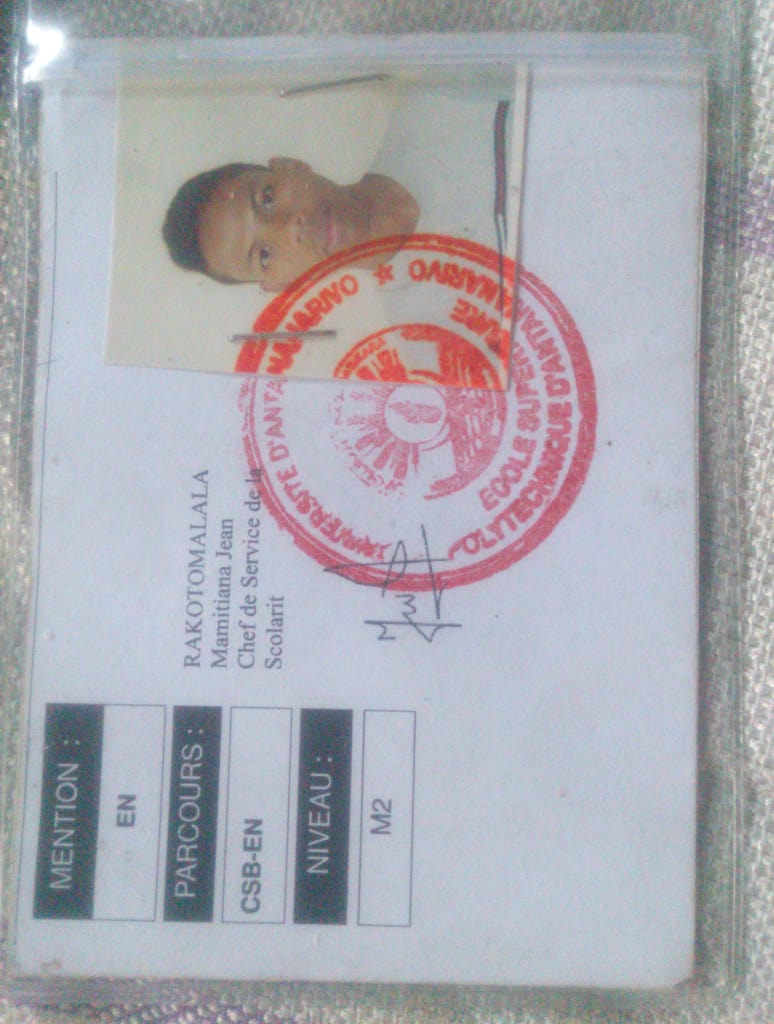 MENTION :
EN
PARCOURS :
CSB-EN
NIVEAU :
M2
RAKOTOMALALA
Mamitiana Jean
Chef de Service de la
Scolarit
UNIVERSITE D'ANTANANARIVO
ECOLE SUPERIEURE
POLYTECHNIQUE D'ANTANANARIVO